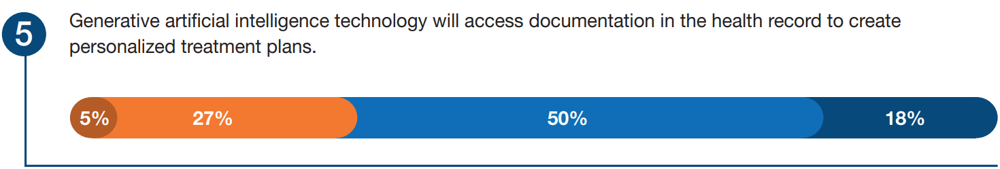 5
Generative artificial intelligence technology will access documentation in the health record to create
personalized treatment plans.
5% 27% 50% 18%